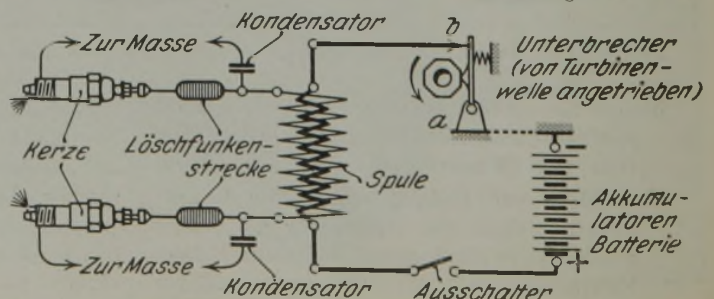 Kondensator
Zur Masse
b
Unterbrecher
(von Turbinen-
welle angetrieben)
a
Kerze
Löschfunken-
strecke
Spule
−
Akkumu-
latoren
Batterie
+
Zur Masse
Kondensator
Ausschalter